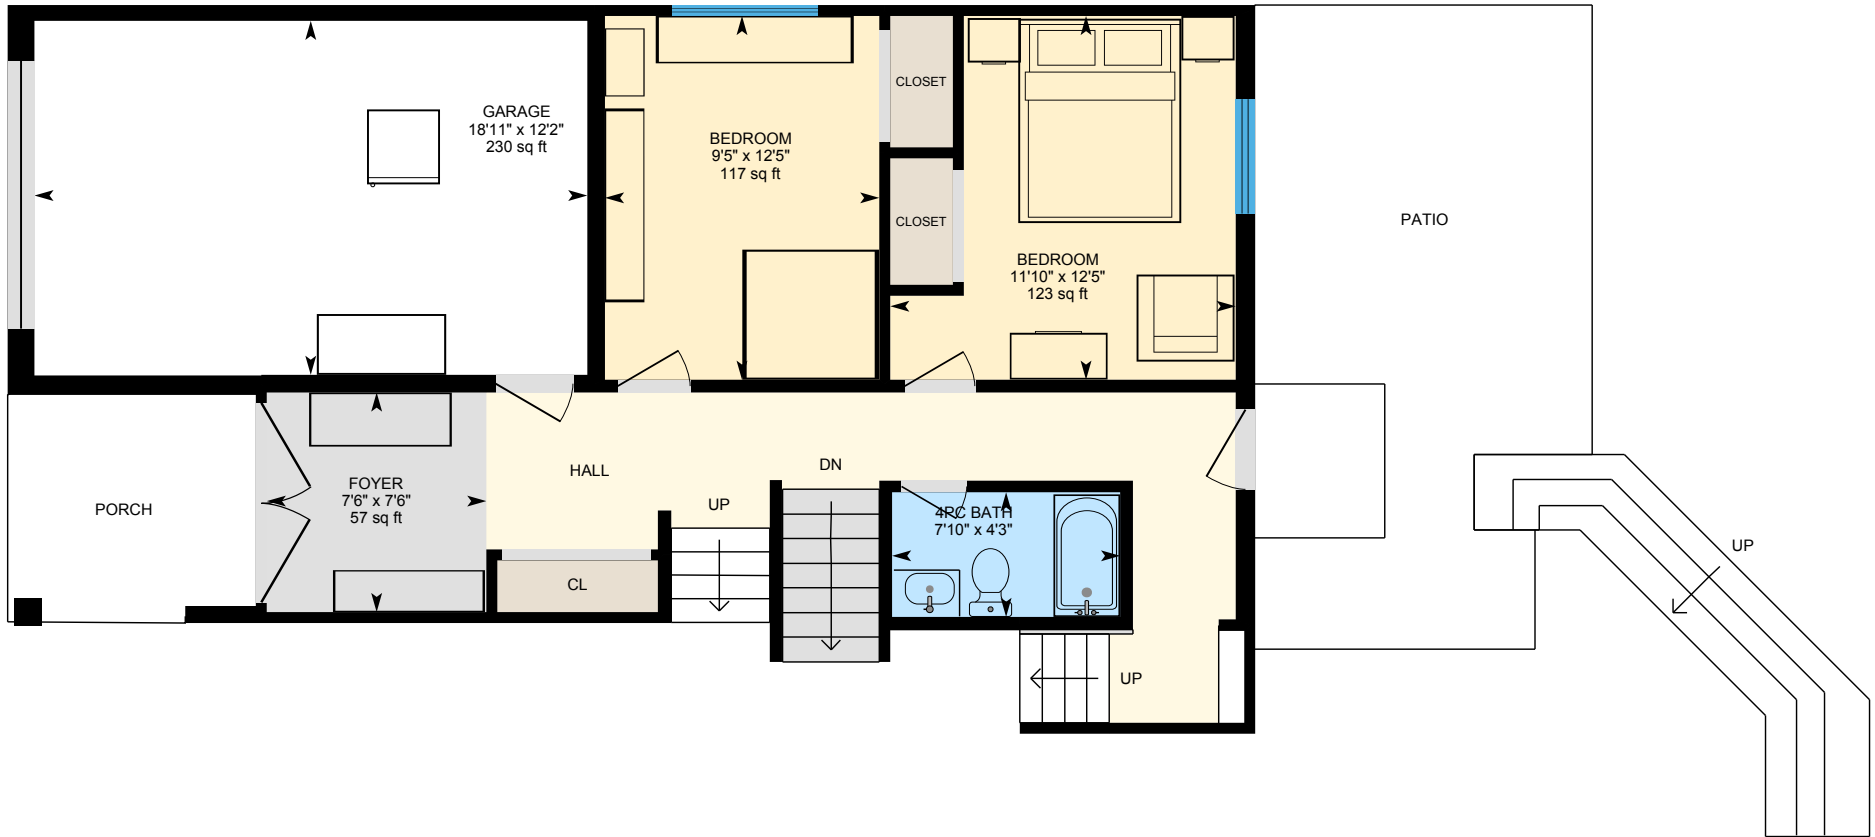 GARAGE
18'11" x 12'2"
230 sq ft
BEDROOM
9'5" x 12'5"
117 sq ft
CLOSET
CLOSET
BEDROOM
11'10" x 12'5"
123 sq ft
PATIO
PORCH
FOYER
7'6" x 7'6"
57 sq ft
HALL
CL
UP
DN
4PC BATH
7'10" x 4'3"
UP
UP